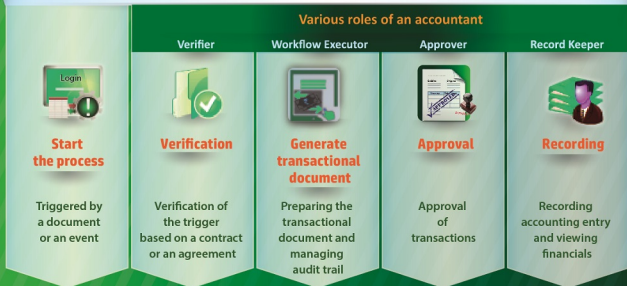 Various roles of an accountant
Verifier
Workflow Executor
Approver
Record Keeper
Login
APPROVED
Start
the process
Verification
Generate
transactional
document
Approval
Recording
Triggered by
a document
or an event
Verification of
the trigger
based on a contract
or an agreement
Preparing the
transactional
document and
managing
audit trail
Approval
of
transactions
Recording
accounting entry
and viewing
financials